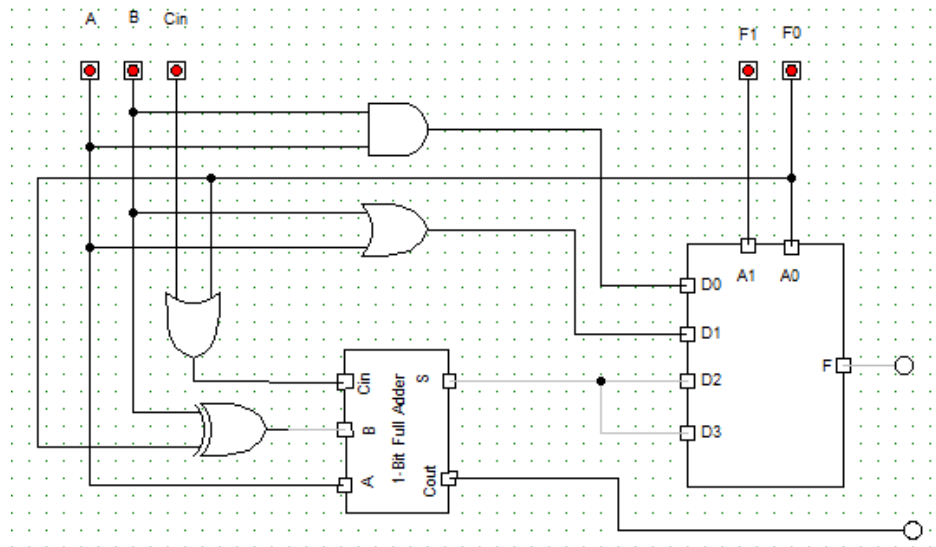 A B Cin
F1 F0
A1 A0
D0
D1
D2
D3
F
Cin
B
A
1-Bit Full Adder
S
Cout